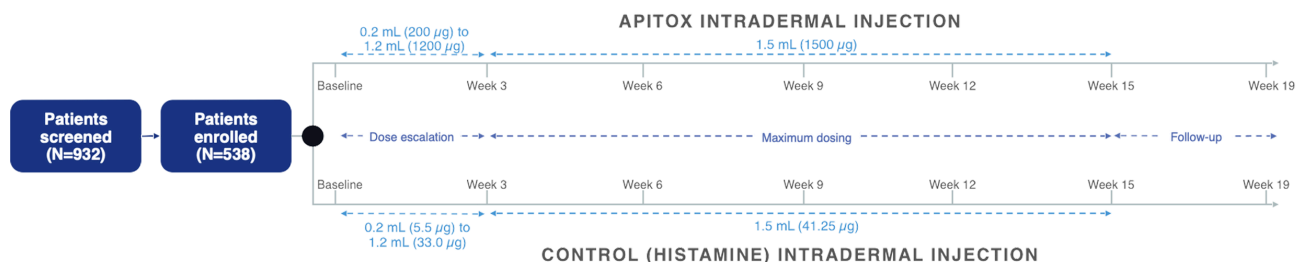 APITOX INTRADERMAL INJECTION
0.2 mL (200 µg) to
1.2 mL (1200 µg)
1.5 mL (1500 µg)
Baseline
Week 3
Week 6
Week 9
Week 12
Week 15
Week 19
Patients
screened
(N=932)
Patients
enrolled
(N=538)
Dose escalation
Maximum dosing
Follow-up
Baseline
Week 3
Week 6
Week 9
Week 12
Week 15
Week 19
0.2 mL (5.5 µg) to
1.2 mL (33.0 µg)
1.5 mL (41.25 µg)
CONTROL (HISTAMINE) INTRADERMAL INJECTION